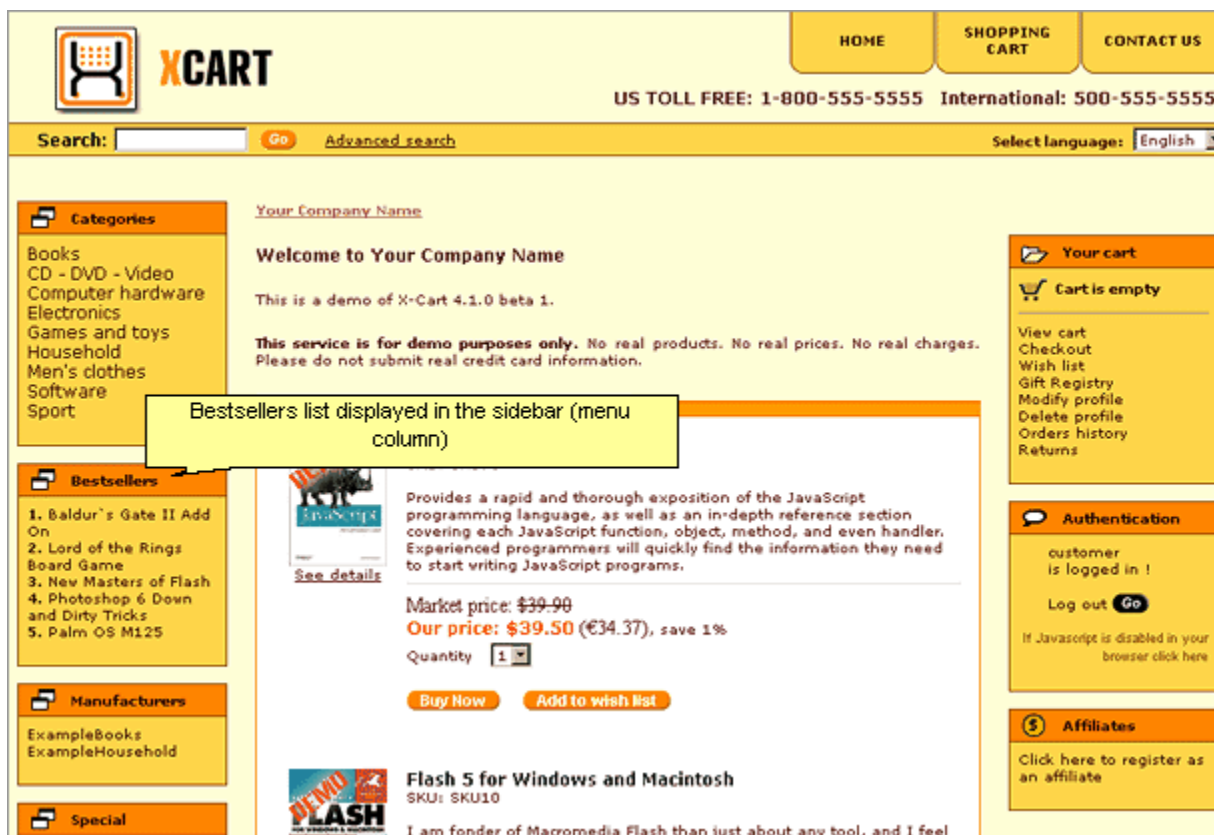 XCART
HOME
SHOPPING
CART
CONTACT US
US TOLL FREE: 1-800-555-5555 International: 500-555-5555
Search:
Go
Advanced search
Select language:
English
Categories
Books
CD - DVD - Video
Computer hardware
Electronics
Games and toys
Household
Men's clothes
Software
Sport
Bestsellers
1. Baldur`s Gate II Add
On
2. Lord of the Rings
Board Game
3. New Masters of Flash
4. Photoshop 6 Down
and Dirty Tricks
5. Palm OS M125
Manufacturers
ExampleBooks
ExampleHousehold
Special
Your Company Name
Welcome to Your Company Name
This is a demo of X-Cart 4.1.0 beta 1.
This service is for demo purposes only. No real products. No real prices. No real charges.
Please do not submit real credit card information.
Bestsellers list displayed in the sidebar (menu
column)
JavaScript
See details
Provides a rapid and thorough exposition of the JavaScript
programming language, as well as an in-depth reference section
covering each JavaScript function, object, method, and even handler.
Experienced programmers will quickly find the information they need
to start writing JavaScript programs.
Market price: $39.90
Our price: $39.50 (€34.37), save 1%
Quantity 1
Buy Now
Add to wish list
DEMO
FLASH
Flash 5 for Windows and Macintosh
SKU: SKU10
I am fonder of Macromedia Flash than just about any tool, and I feel
Your cart
Cart is empty
View cart
Checkout
Wish list
Gift Registry
Modify profile
Delete profile
Orders history
Returns
Authentication
customer
is logged in !
Log out Go
If Javascript is disabled in your
browser click here
Affiliates
Click here to register as
an affiliate